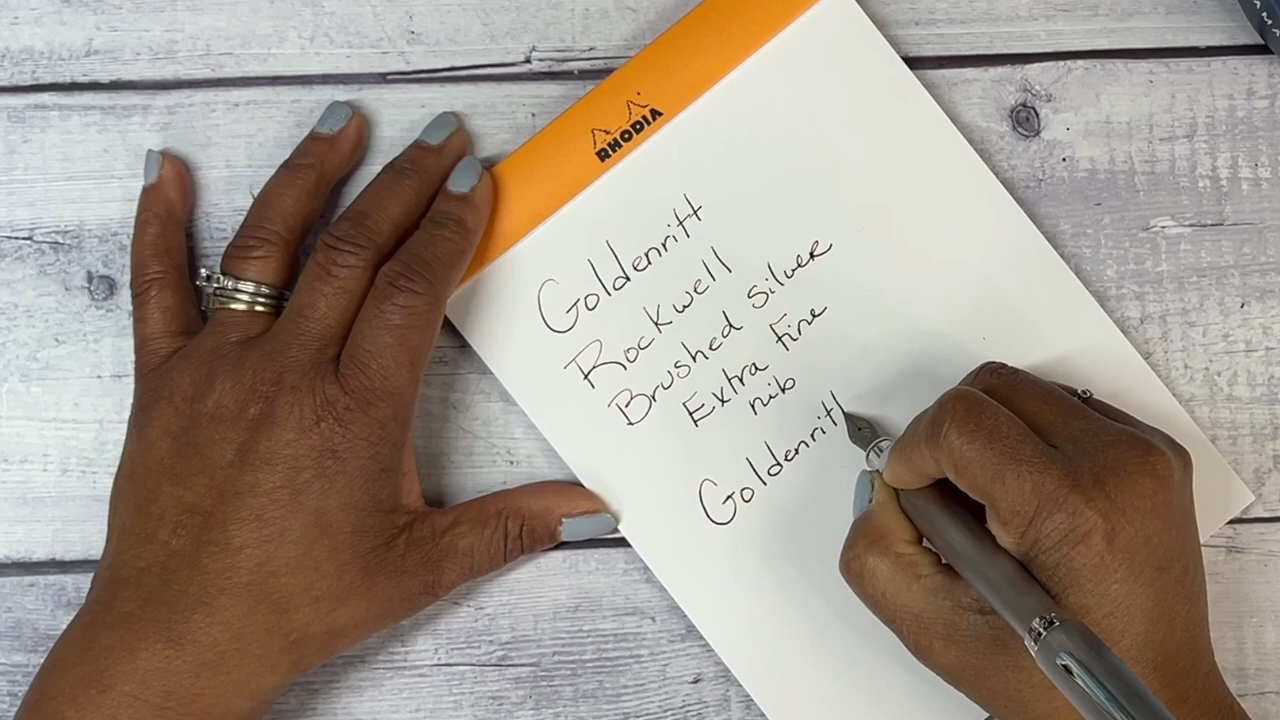 RHODIA
Goldenritt
Rockwell
Brushed Silver
Extra Fine
nib
Goldenritt